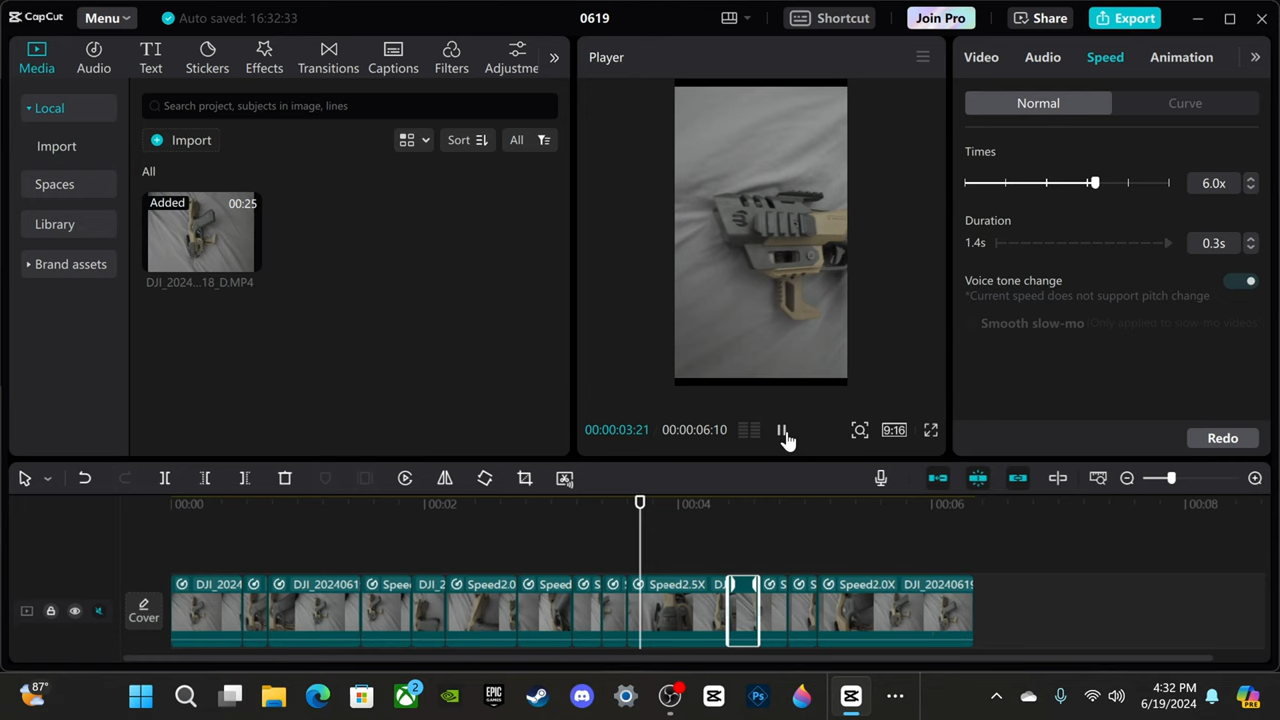 CapCut
Menu
Auto saved: 16:32:33
0619
Shortcut
Join Pro
Share
Export
Media
Audio
Text
Stickers
Effects
Transitions
Captions
Filters
Adjustme
Local
Import
Spaces
Library
Brand assets
Search project, subjects in image, lines
Import
Sort
All
All
Added
00:25
DJI_2024...18_D.MP4
Player
00:00:03:21
00:00:06:10
9:16
Video
Audio
Speed
Animation
Normal
Curve
Times
6.0x
Duration
1.4s
0.3s
Voice tone change
*Current speed does not support pitch change
Smooth slow-mo (Only applied to slow-mo videos
Redo
00:00
00:02
00:04
00:06
00:08
Cover
DJI_2024
DJI_2024061
Spee
DJI_2
Speed2.0
Speed
S
S
Speed2.5X
S
S
Speed2.0X
DJI_20240619
87°
2
EPIC
GAMES
Ps
4:32 PM
6/19/2024
PRE